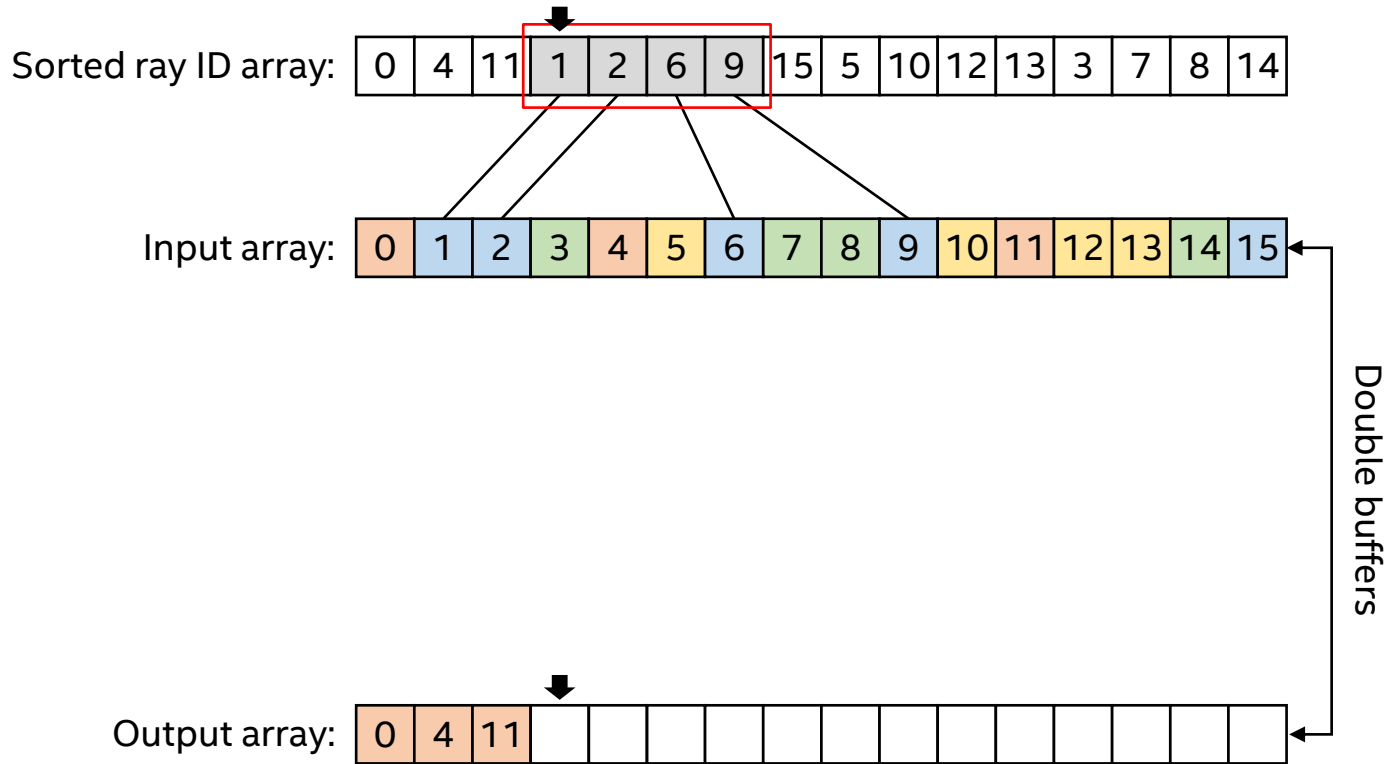 Sorted ray ID array: 0 4 11 1 2 6 9 15 5 10 12 13 3 7 8 14
Input array: 0 1 2 3 4 5 6 7 8 9 10 11 12 13 14 15
Double buffers
Output array: 0 4 11